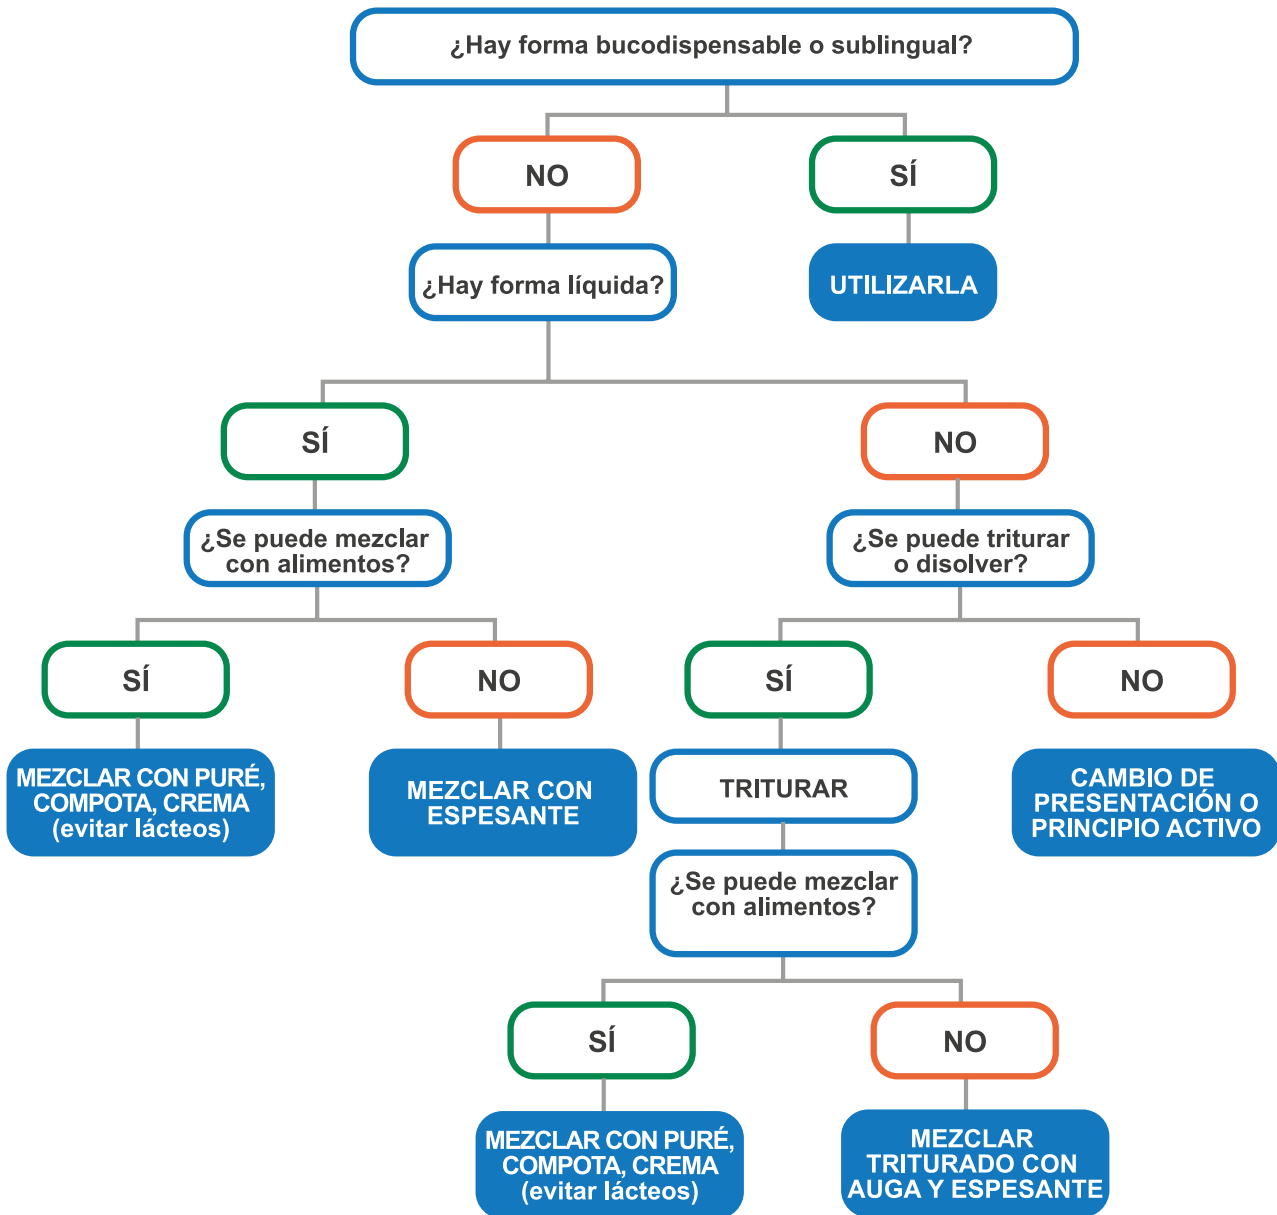 ¿Hay forma bucodispensable o sublingual?
NO
SÍ
¿Hay forma líquida?
UTILIZARLA
SÍ
NO
¿Se puede mezclar
con alimentos?
¿Se puede triturar
o disolver?
SÍ
NO
SÍ
NO
MEZCLAR CON PURÉ,
COMPOTA, CREMA
(evitar lácteos)
MEZCLAR CON
ESPESANTE
TRITURAR
CAMBIO DE
PRESENTACIÓN O
PRINCIPIO ACTIVO
¿Se puede mezclar
con alimentos?
SÍ
NO
MEZCLAR CON PURÉ,
COMPOTA, CREMA
(evitar lácteos)
MEZCLAR
TRITURADO CON
AUGA Y ESPESANTE